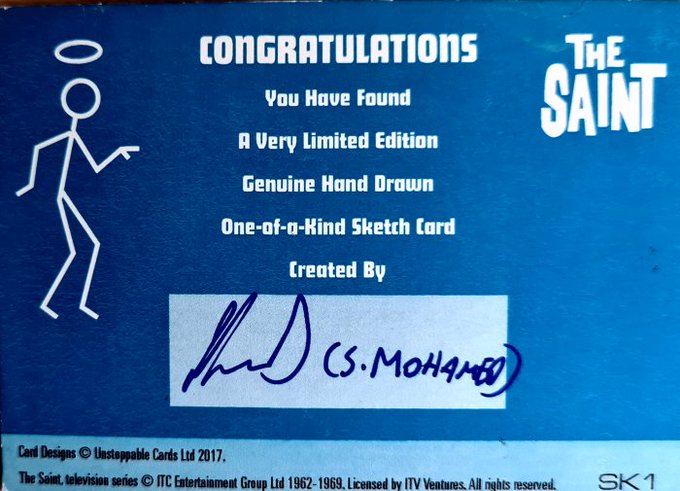 CONGRATULATIONS
THE
SAINT
You Have Found
A Very Limited Edition
Genuine Hand Drawn
One-of-a-Kind Sketch Card
Created By
(S. MOHAMED)
Card Designs © Unstoppable Cards Ltd 2017.
The Saint, television series © ITC Entertainment Group Ltd 1962-1969. Licensed by ITV Ventures. All rights reserved.
SK1